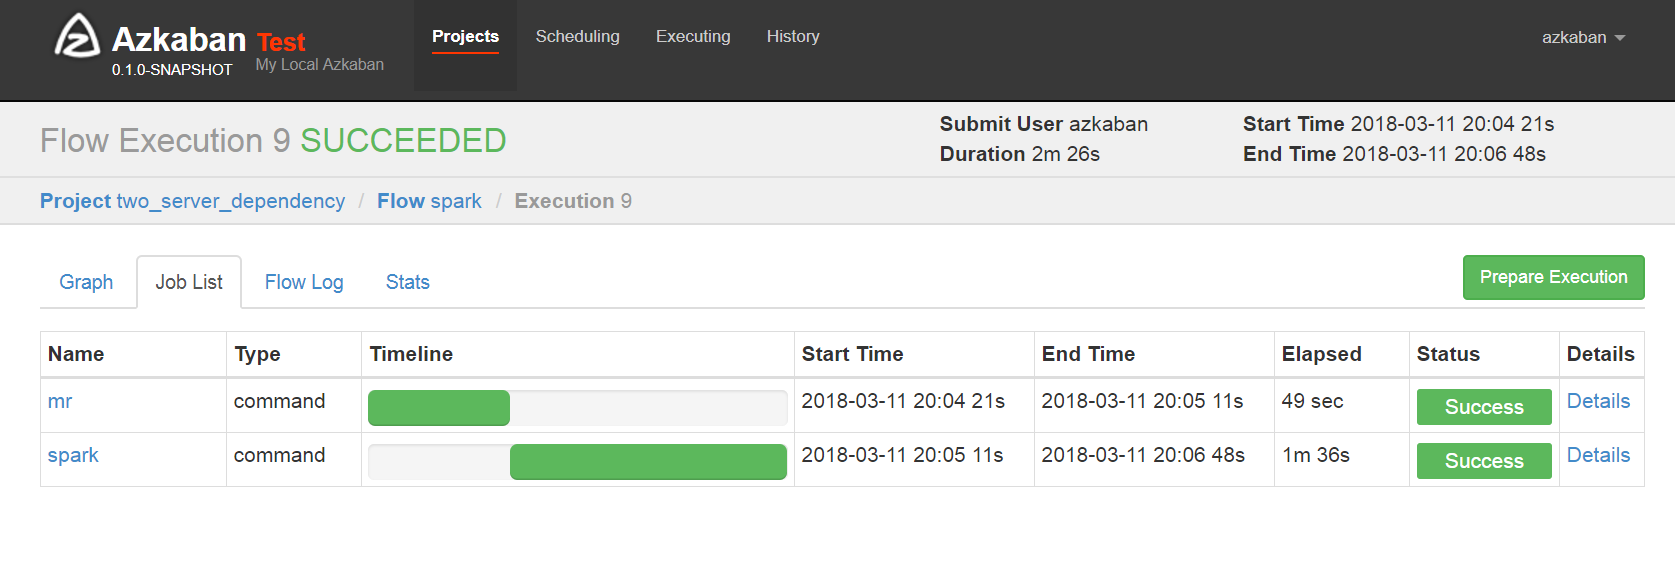 Azkaban Test
0.1.0-SNAPSHOT My Local Azkaban
Projects Scheduling Executing History
azkaban
Flow Execution 9 SUCCEEDED
Submit User azkaban
Duration 2m 26s
Start Time 2018-03-11 20:04 21s
End Time 2018-03-11 20:06 48s
Project two_server_dependency / Flow spark / Execution 9
Graph Job List Flow Log Stats
Prepare Execution
Name Type Timeline Start Time End Time Elapsed Status Details
mr command 2018-03-11 20:04 21s 2018-03-11 20:05 11s 49 sec Success Details
spark command 2018-03-11 20:05 11s 2018-03-11 20:06 48s 1m 36s Success Details